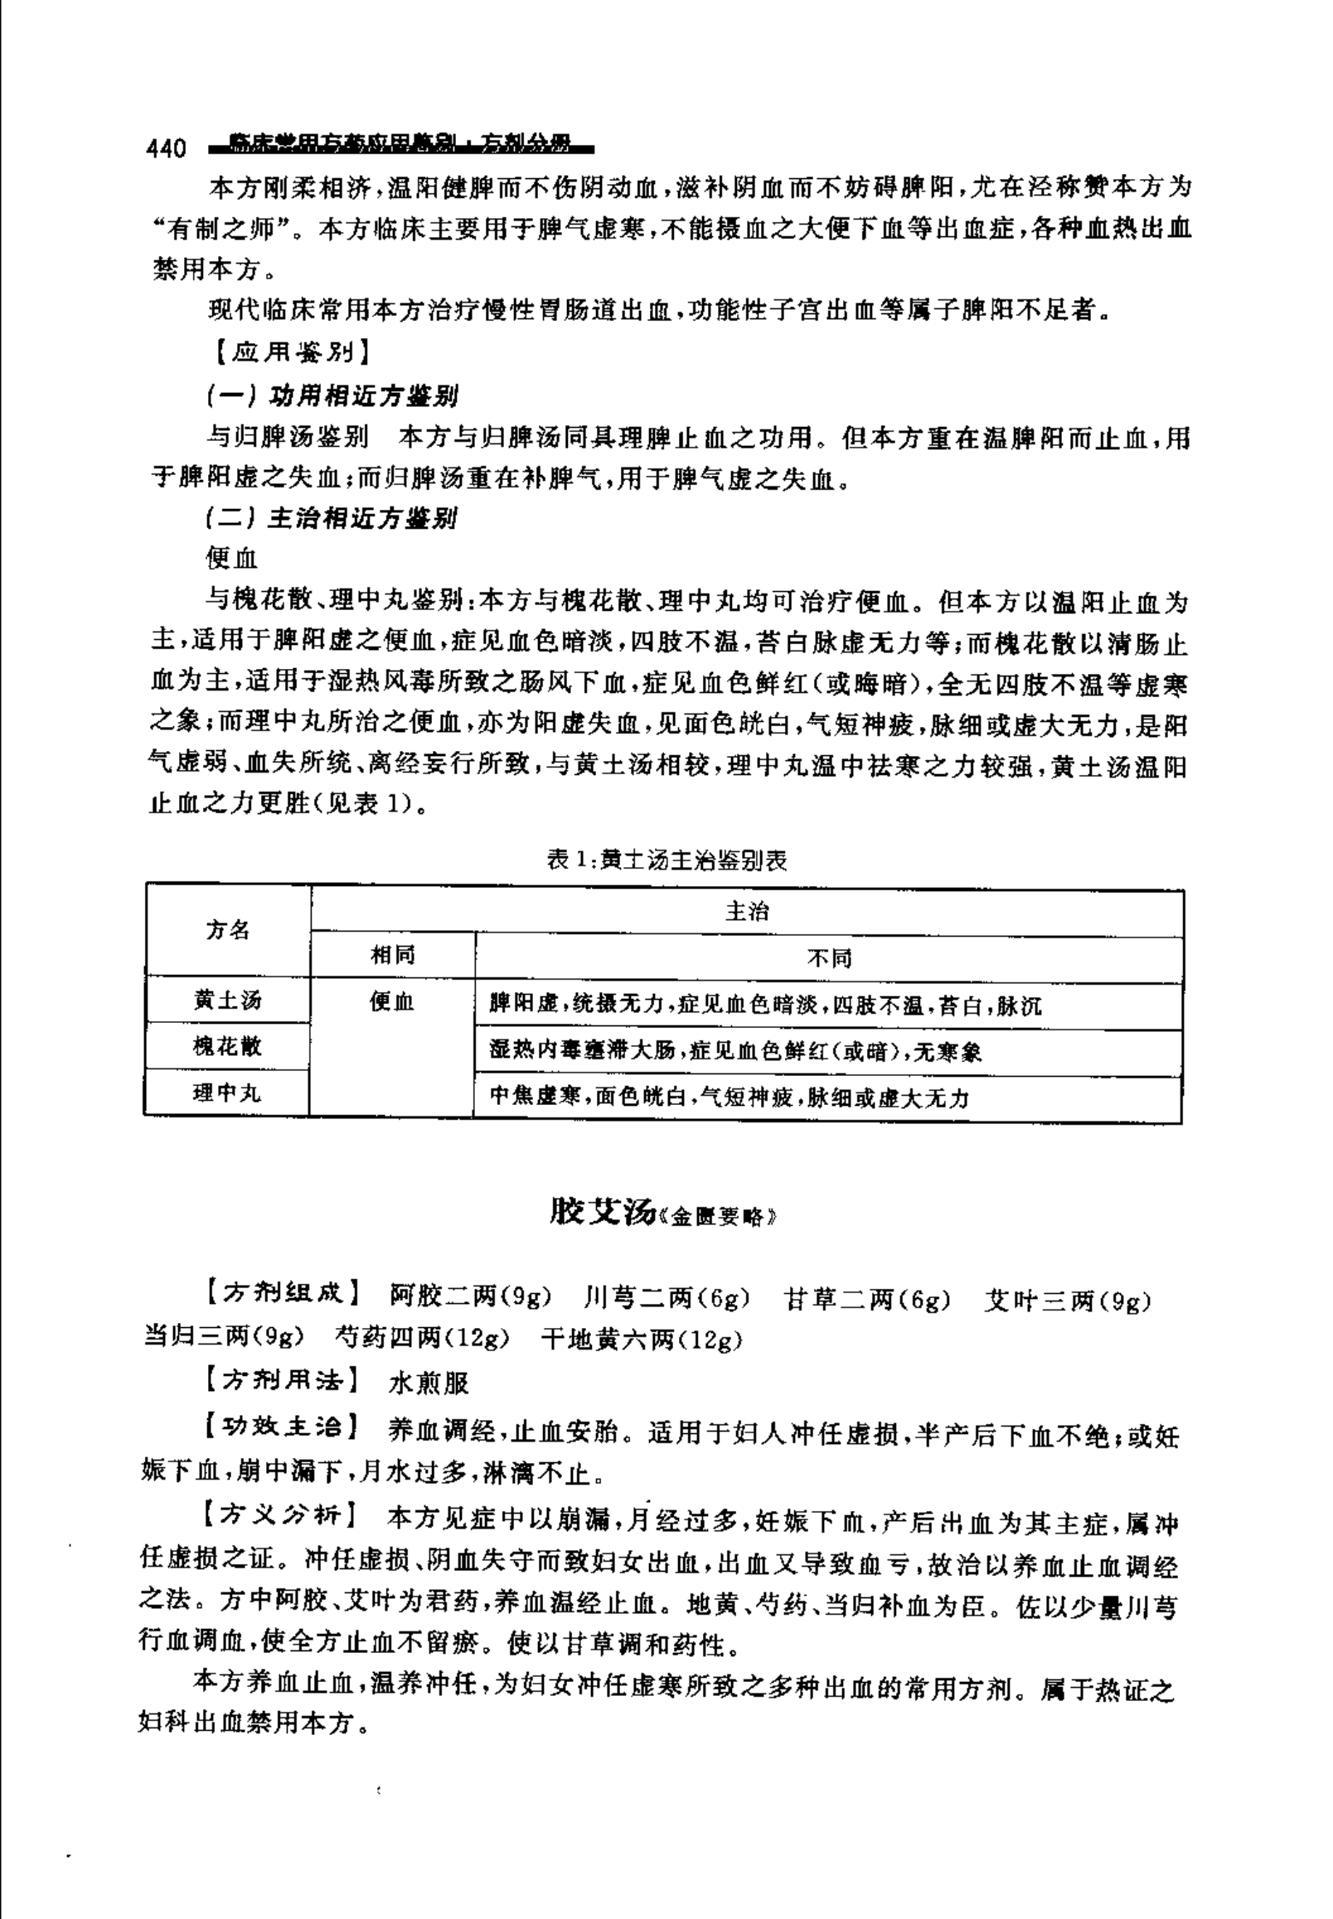 440 临床常用方药应用鉴别·方剂分册
本方刚柔相济,温阳健脾而不伤阴动血,滋补阴血而不妨碍脾阳,尤在泾称赞本方为
“有制之师”。本方临床主要用于脾气虚寒,不能摄血之大便下血等出血症,各种血热出血
禁用本方。
现代临床常用本方治疗慢性胃肠道出血,功能性子宫出血等属子脾阳不足者。
【应用鉴别】
(一)功用相近方鉴别
与归脾汤鉴别 本方与归脾汤同具理脾止血之功用。但本方重在温脾阳而止血,用
于脾阳虚之失血;而归脾汤重在补脾气,用于脾气虚之失血。
(二)主治相近方鉴别
便血
与槐花散、理中丸鉴别:本方与槐花散、理中丸均可治疗便血。但本方以温阳止血为
主,适用于脾阳虚之便血,症见血色暗淡,四肢不温,苔白脉虚无力等;而槐花散以清肠止
血为主,适用于湿热风毒所致之肠风下血,症见血色鲜红(或晦暗),全无四肢不温等虚寒
之象;而理中丸所治之便血,亦为阳虚失血,见面色㿠白,气短神疲,脉细或虚大无力,是阳
气虚弱、血失所统、离经妄行所致,与黄土汤相较,理中丸温中祛寒之力较强,黄土汤温阳
止血之力更胜(见表 1)。
表 1:黄土汤主治鉴别表
方名 主治
相同 不同
黄土汤 便血 脾阳虚,统摄无力,症见血色暗淡,四肢不温,苔白,脉沉
槐花散 湿热内毒壅滞大肠,症见血色鲜红(或暗),无寒象
理中丸 中焦虚寒,面色㿠白,气短神疲,脉细或虚大无力
胶艾汤《金匮要略》
【方剂组成】 阿胶二两(9g) 川芎二两(6g) 甘草二两(6g) 艾叶三两(9g)
当归三两(9g) 芍药四两(12g) 干地黄六两(12g)
【方剂用法】 水煎服
【功效主治】 养血调经,止血安胎。适用于妇人冲任虚损,半产后下血不绝;或妊
娠下血,崩中漏下,月水过多,淋漓不止。
【方义分析】 本方见症中以崩漏,月经过多,妊娠下血,产后出血为其主症,属冲
任虚损之证。冲任虚损、阴血失守而致妇女出血,出血又导致血亏,故治以养血止血调经
之法。方中阿胶、艾叶为君药,养血温经止血。地黄、芍药、当归补血为臣。佐以少量川芎
行血调血,使全方止血不留瘀。使以甘草调和药性。
本方养血止血,温养冲任,为妇女冲任虚寒所致之多种出血的常用方剂。属于热证之
妇科出血禁用本方。